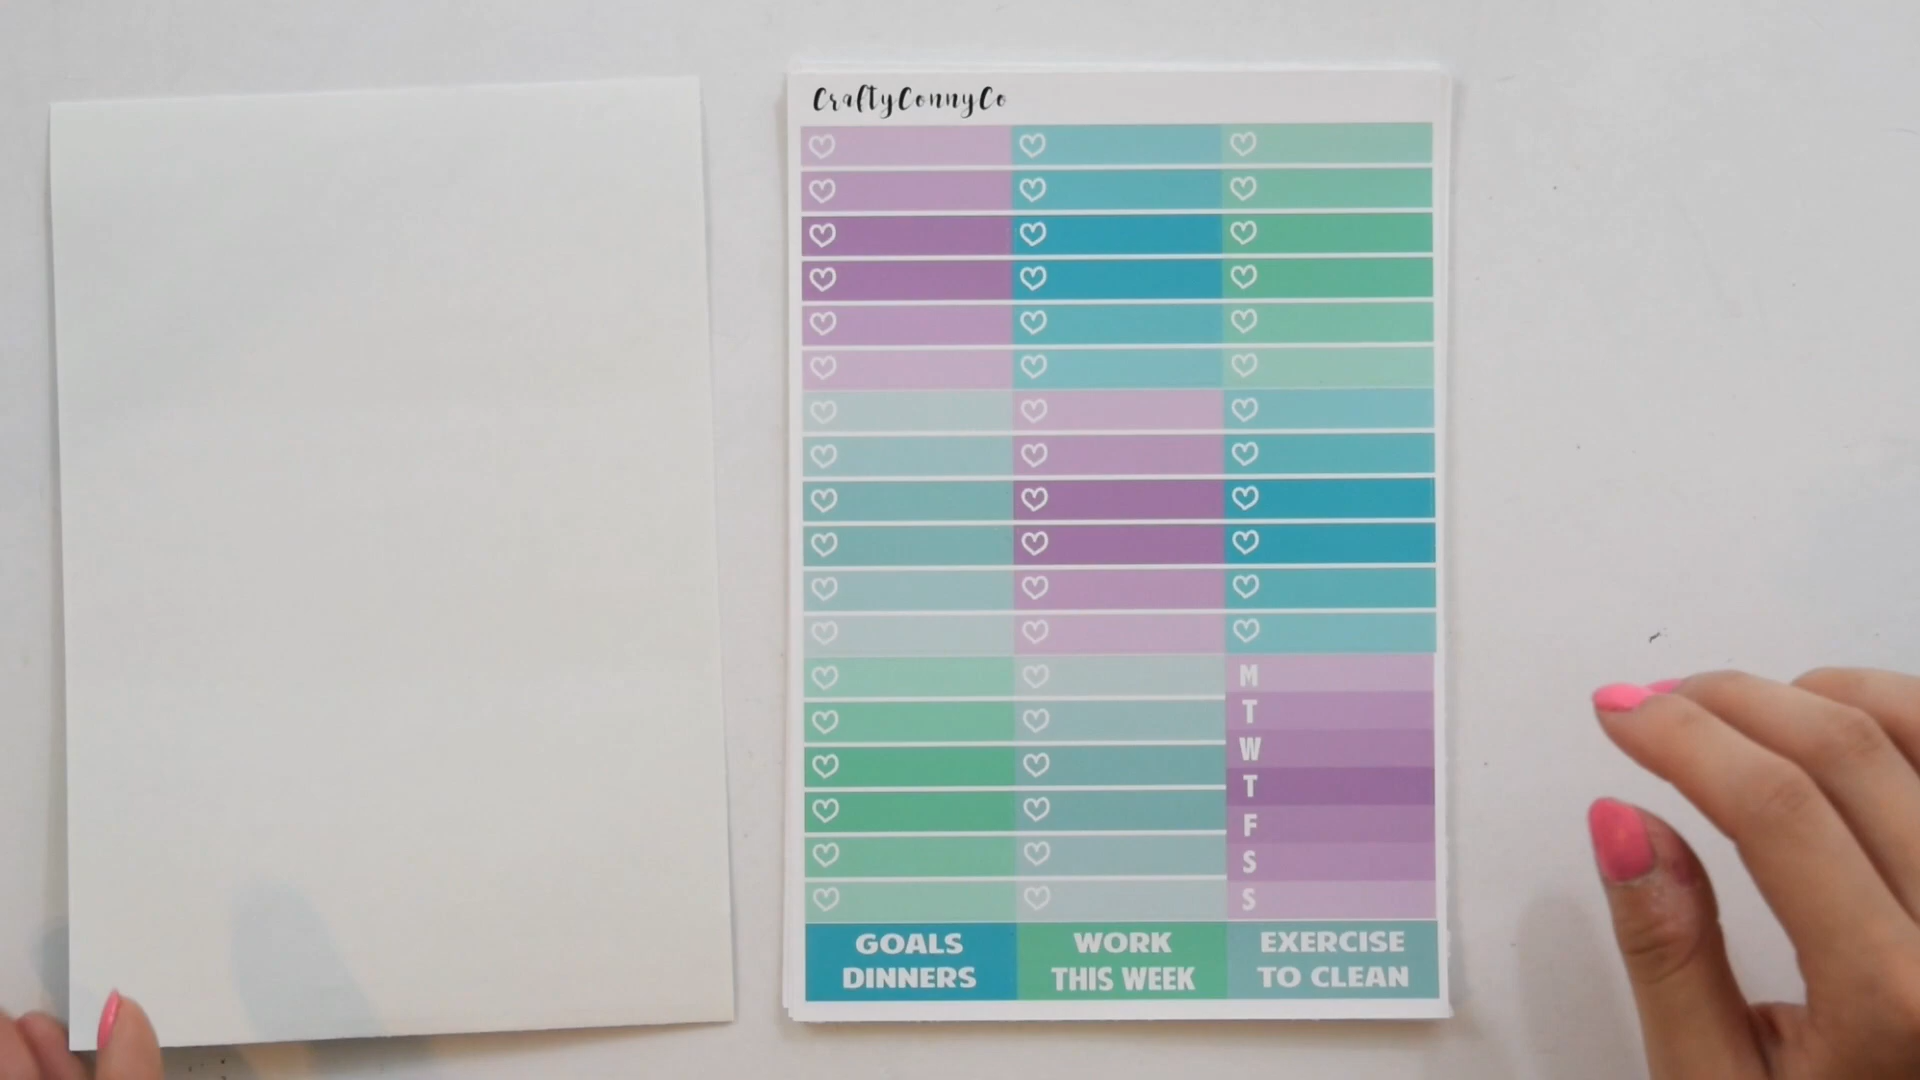 CraftyConnyCo
M
T
W
T
F
S
S
GOALS
DINNERS
WORK
THIS WEEK
EXERCISE
TO CLEAN